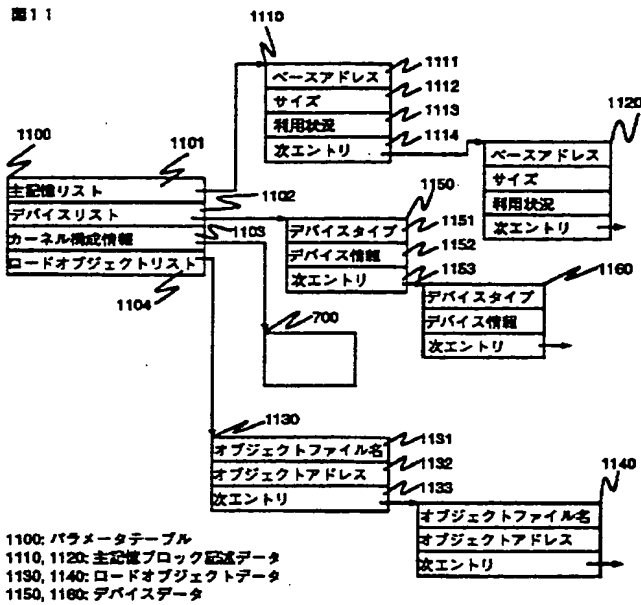 図11
1110
1111
ベースアドレス
1112
サイズ
1113
利用状況
1114
次エントリ
1120
ベースアドレス
サイズ
利用状況
次エントリ
1100
1101
主記憶リスト
1102
デバイスリスト
1103
カーネル構成情報
ロードオブジェクトリスト
1104
1150
1151
デバイスタイプ
1152
デバイス情報
1153
次エントリ
1160
デバイスタイプ
デバイス情報
次エントリ
700
1130
1131
オブジェクトファイル名
1132
オブジェクトアドレス
1133
次エントリ
1140
オブジェクトファイル名
オブジェクトアドレス
次エントリ
1100: パラメータテーブル
1110, 1120: 主記憶ブロック記述データ
1130, 1140: ロードオブジェクトデータ
1150, 1160: デバイスデータ